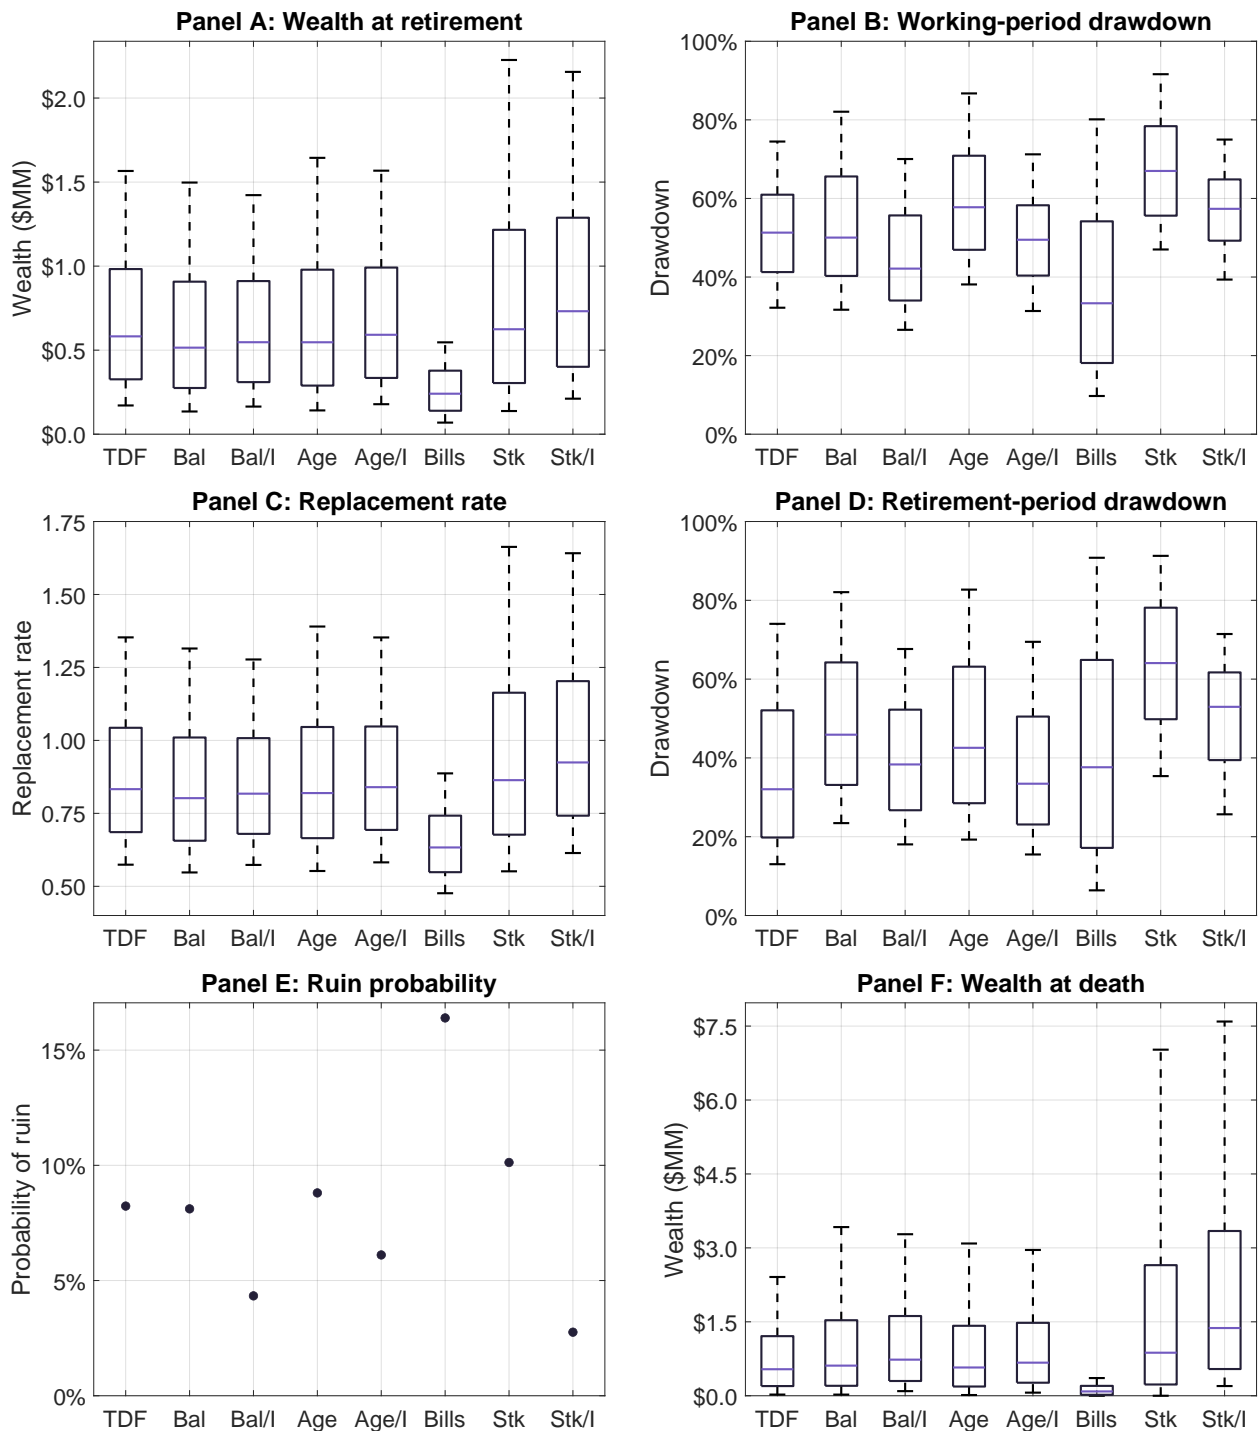 Panel A: Wealth at retirement
Wealth ($MM)
$2.0
$1.5
$1.0
$0.5
$0.0
TDF Bal Bal/I Age Age/I Bills Stk Stk/I
Panel B: Working-period drawdown
Drawdown
100%
80%
60%
40%
20%
0%
TDF Bal Bal/I Age Age/I Bills Stk Stk/I
Panel C: Replacement rate
Replacement rate
1.75
1.50
1.25
1.00
0.75
0.50
TDF Bal Bal/I Age Age/I Bills Stk Stk/I
Panel D: Retirement-period drawdown
Drawdown
100%
80%
60%
40%
20%
0%
TDF Bal Bal/I Age Age/I Bills Stk Stk/I
Panel E: Ruin probability
Probability of ruin
15%
10%
5%
0%
TDF Bal Bal/I Age Age/I Bills Stk Stk/I
Panel F: Wealth at death
Wealth ($MM)
$7.5
$6.0
$4.5
$3.0
$1.5
$0.0
TDF Bal Bal/I Age Age/I Bills Stk Stk/I